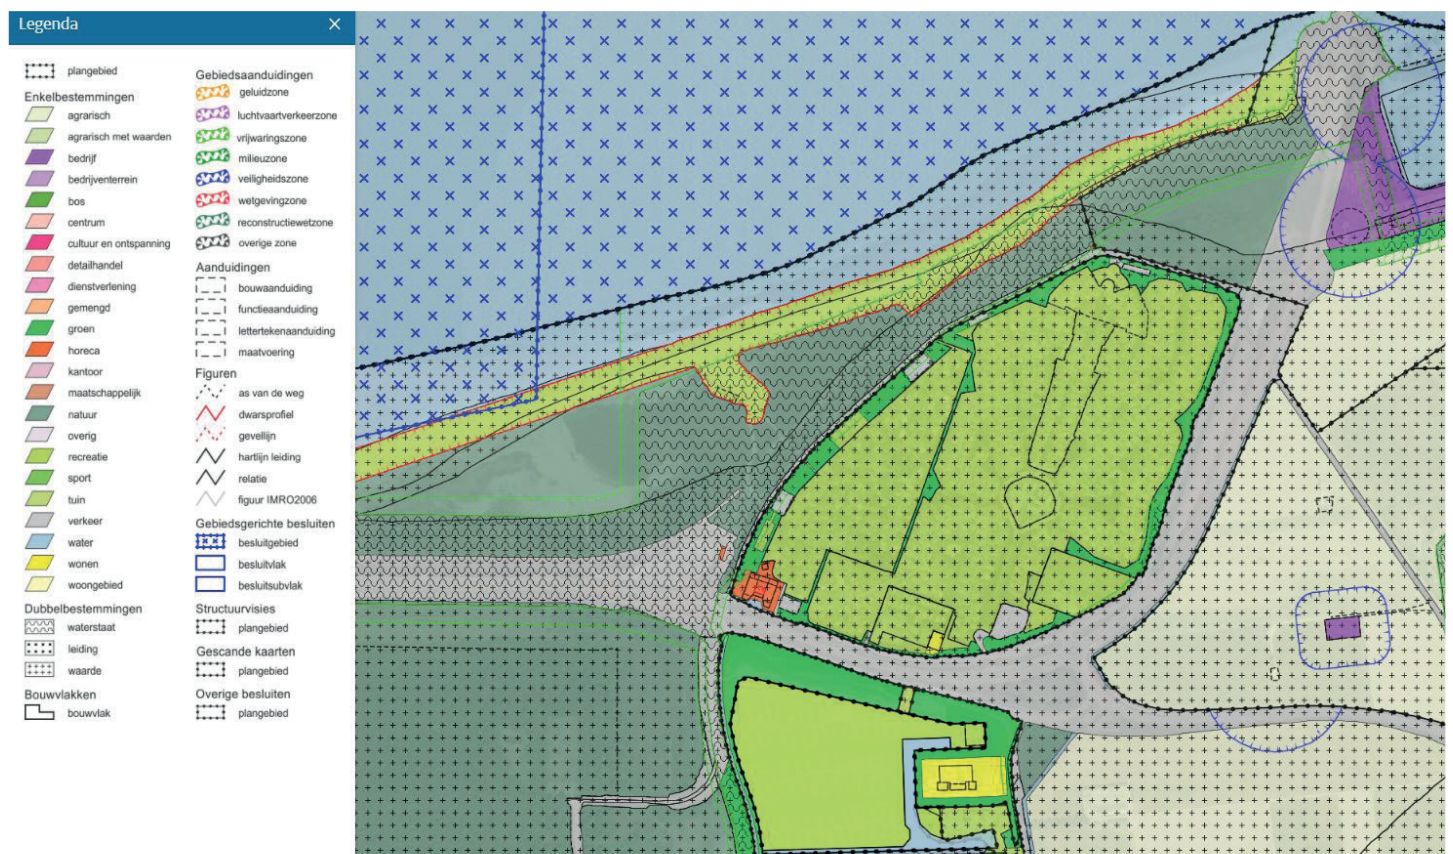 Legenda
plangebied
Enkelbestemmingen
agrarisch
agrarisch met waarden
bedrijf
bedrijventerrein
bos
centrum
cultuur en ontspanning
detailhandel
dienstverlening
gemengd
groen
horeca
kantoor
maatschappelijk
natuur
overig
recreatie
sport
tuin
verkeer
water
wonen
woongebied
Dubbelbestemmingen
waterstaat
leiding
waarde
Bouwvlakken
bouwvlak
Gebiedsaanduidingen
geluidzone
luchtvaartverkeerzone
vrijwaringszone
milieuzone
veiligheidszone
wetgevingzone
reconstructiewetzone
overige zone
Aanduidingen
bouwaanduiding
functieaanduiding
lettertekenaanduiding
maatvoering
Figuren
as van de weg
dwarsprofiel
gevellijn
hartlijn leiding
relatie
figuur IMRO2006
Gebiedsgerichte besluiten
besluitgebied
besluitvlak
besluitsubvlak
Structuurvisies
plangebied
Gescande kaarten
plangebied
Overige besluiten
plangebied